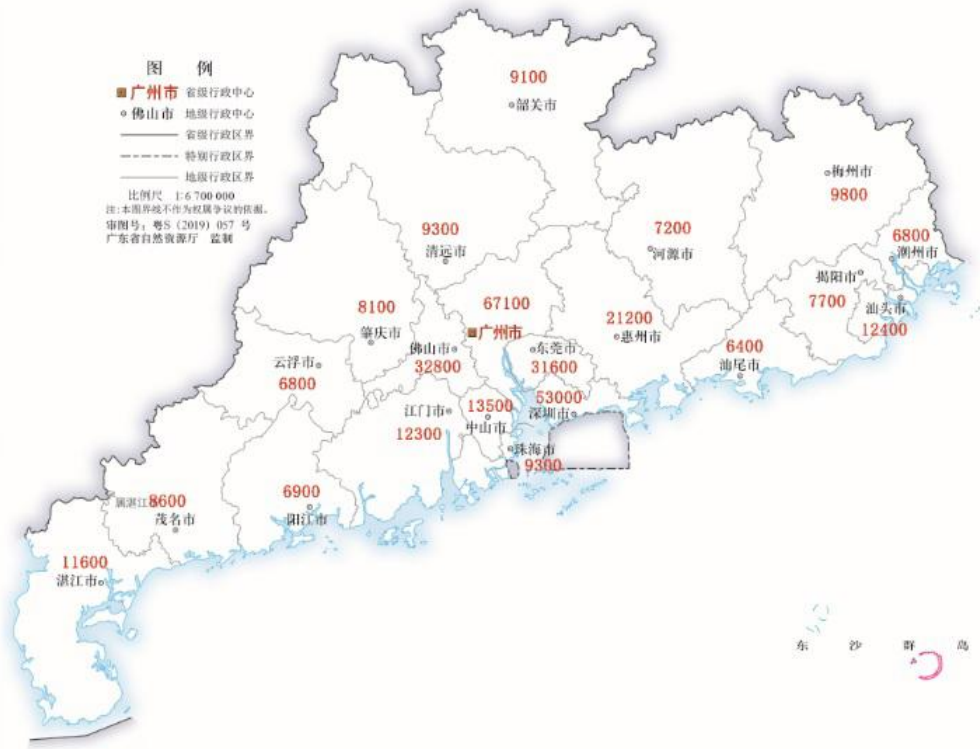 图 例
广州市 省级行政中心
佛山市 地级行政中心
省级行政区界
特别行政区界
地级行政区界
比例尺 1:6 700 000
注:本图界线不作为权属争议的依据。
审图号:粤S(2019)057 号
广东省自然资源厅 监制
9100
韶关市
梅州市
9800
9300
清远市
7200
河源市
6800
潮州市
揭阳市
7700
汕头市
12400
8100
肇庆市
67100
广州市
21200
惠州市
6400
汕尾市
云浮市
6800
佛山市
32800
东莞市
31600
53000
深圳市
13500
中山市
江门市
12300
珠海市
9300
属湛江市
8600
茂名市
6900
阳江市
11600
湛江市
东 沙 群 岛